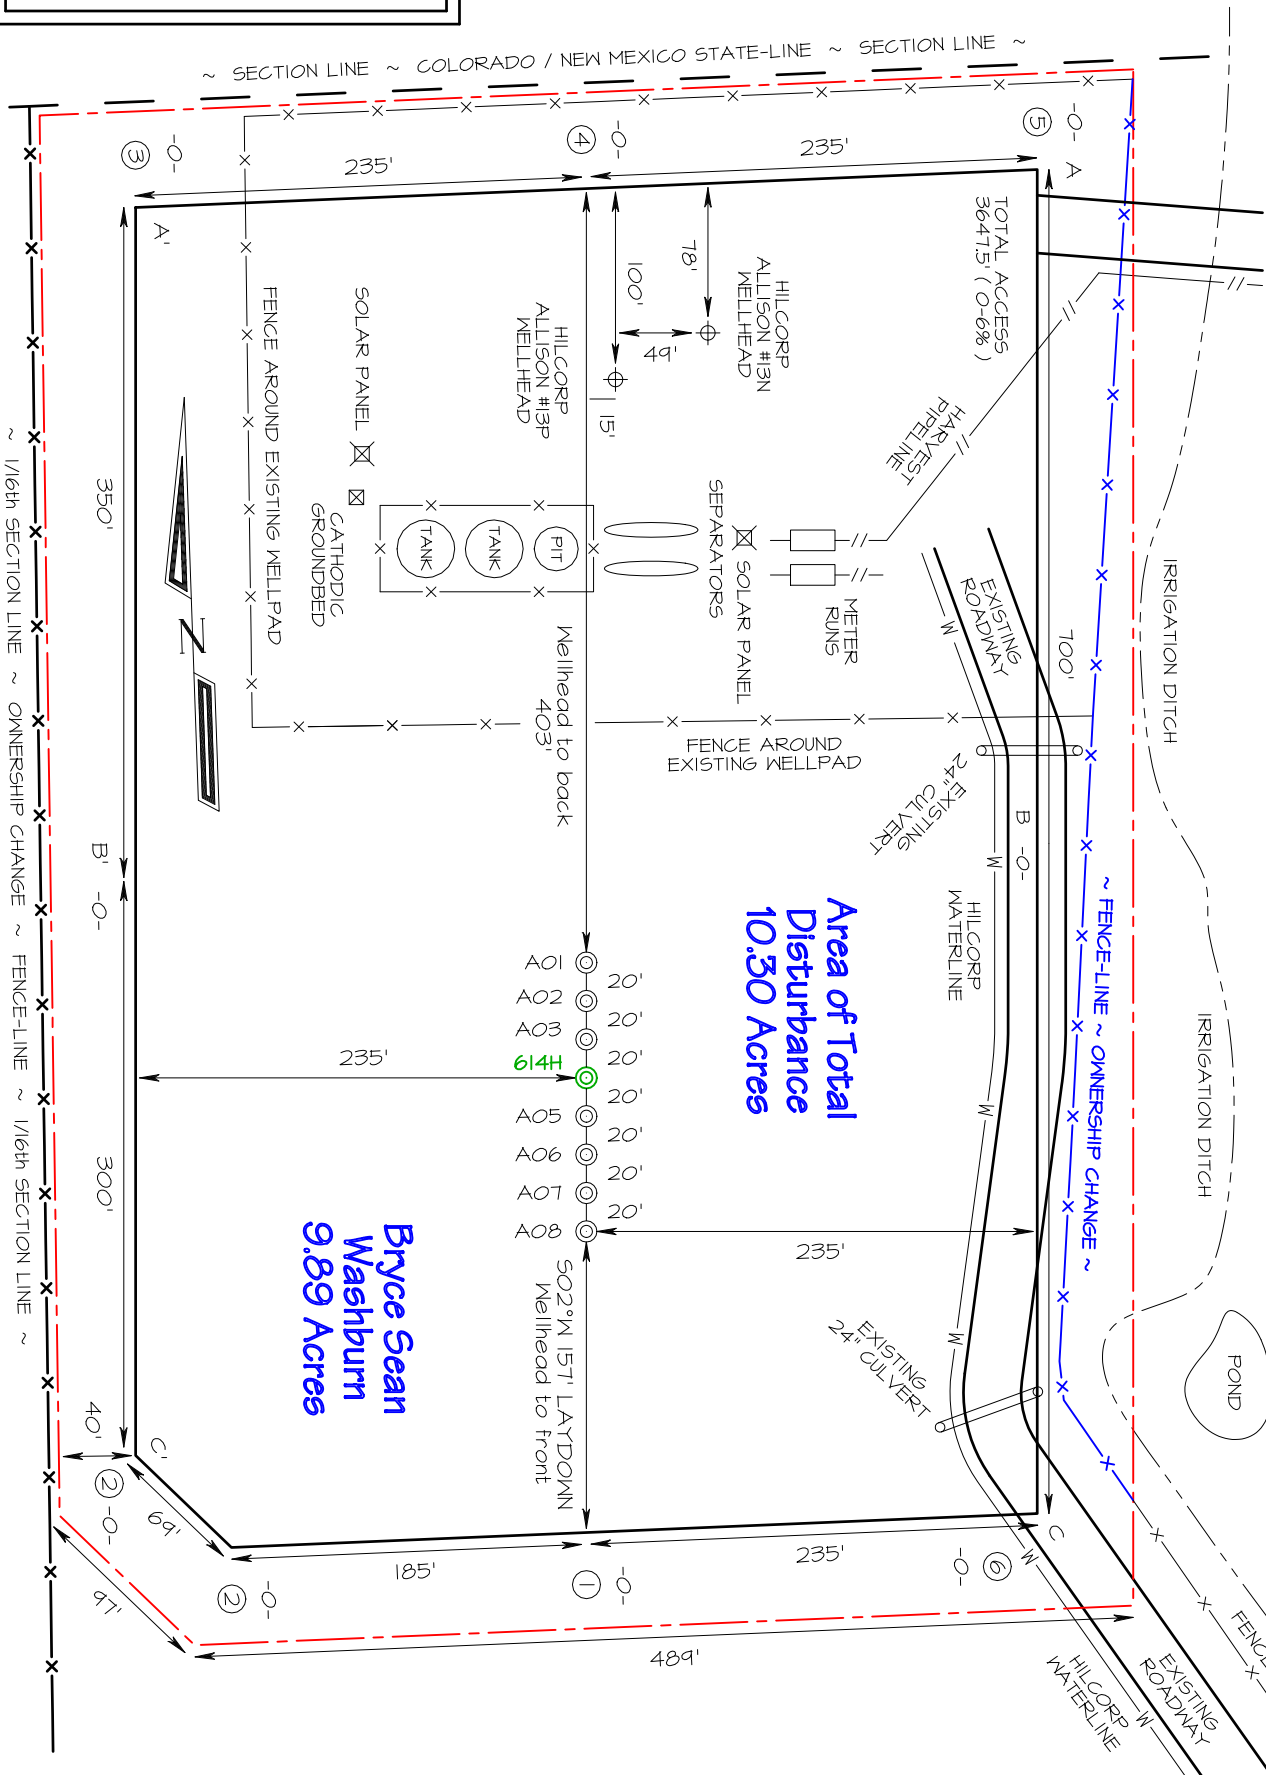 ~ SECTION LINE ~ COLORADO / NEW MEXICO STATE-LINE ~ SECTION LINE ~
3
-0-
235'
4
-0-
235'
5
-0-
A
A'
TOTAL ACCESS
3647.5' ( 0-6% )
78'
100'
49'
15'
HILCORP
ALLISON #13N
WELLHEAD
HILCORP
ALLISON #13P
WELLHEAD
SOLAR PANEL
FENCE AROUND EXISTING WELLPAD
HARVEST
PIPELINE
350'
CATHODIC
GROUNDBED
TANK
TANK
PIT
SEPARATORS
SOLAR PANEL
METER
RUNS
EXISTING
ROADWAY
700'
IRRIGATION DITCH
N
Wellhead to back
403'
FENCE AROUND
EXISTING WELLPAD
EXISTING
24" CULVERT
B -0-
B' -0-
HILCORP
WATERLINE
~ FENCE-LINE ~ OWNERSHIP CHANGE ~
Area of Total
Disturbance
10.30 Acres
IRRIGATION DITCH
A01
20'
A02
20'
A03
20'
614H
20'
A05
20'
A06
20'
A07
20'
A08
235'
235'
300'
~ 1/16th SECTION LINE ~ OWNERSHIP CHANGE ~ FENCE-LINE ~ 1/16th SECTION LINE ~
Bryce Sean
Washburn
9.89 Acres
S02°W 157' LAYDOWN
Wellhead to front
EXISTING
24" CULVERT
POND
40'
C'
2 -0-
69'
97'
185'
2
-0-
1
-0-
235'
6
-0-
C
489'
W
W
W
W
W
W
HILCORP
WATERLINE
EXISTING
ROADWAY